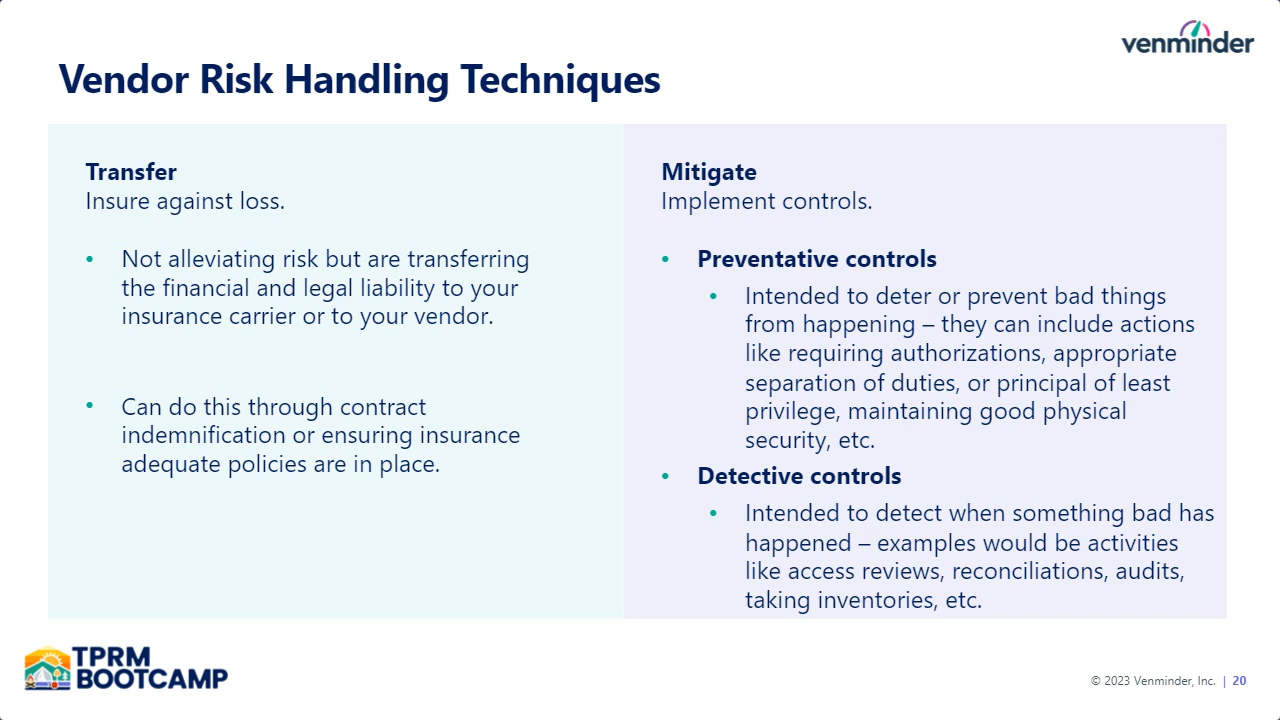 venminder
Vendor Risk Handling Techniques
Transfer
Insure against loss.
• Not alleviating risk but are transferring
the financial and legal liability to your
insurance carrier or to your vendor.
• Can do this through contract
indemnification or ensuring insurance
adequate policies are in place.
Mitigate
Implement controls.
• Preventative controls
• Intended to deter or prevent bad things
from happening – they can include actions
like requiring authorizations, appropriate
separation of duties, or principal of least
privilege, maintaining good physical
security, etc.
• Detective controls
• Intended to detect when something bad has
happened – examples would be activities
like access reviews, reconciliations, audits,
taking inventories, etc.
TPRM
BOOTCAMP
© 2023 Venminder, Inc. | 20